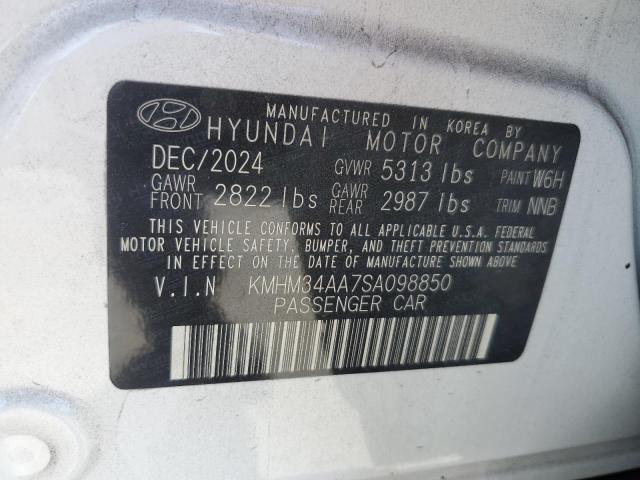 MANUFACTURED IN KOREA BY
HYUNDAI MOTOR COMPANY
DEC/2024 GVWR 5313 lbs PAINT W6H
GAWR FRONT 2822 lbs GAWR REAR 2987 lbs TRIM NNB
THIS VEHICLE CONFORMS TO ALL APPLICABLE U.S.A. FEDERAL
MOTOR VEHICLE SAFETY, BUMPER, AND THEFT PREVENTION STANDARDS
IN EFFECT ON THE DATE OF MANUFACTURE SHOWN ABOVE.
V.I.N KMHM34AA7SA098850
PASSENGER CAR